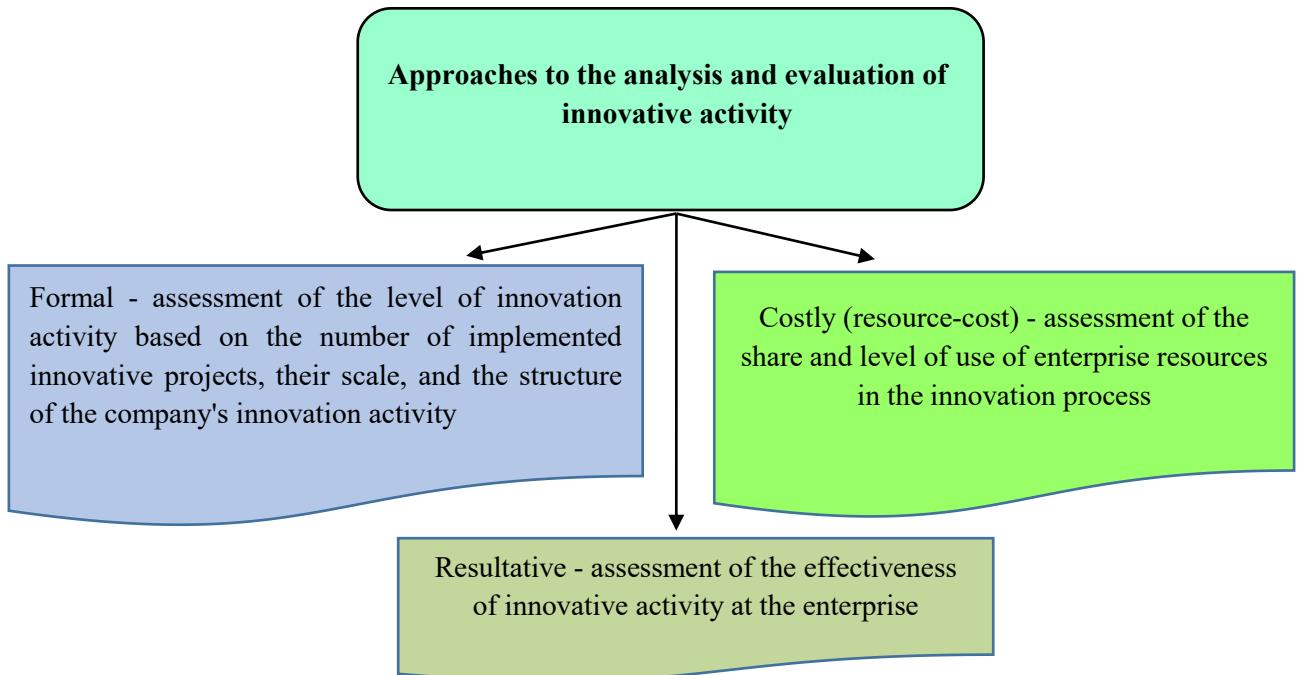 Approaches to the analysis and evaluation of
innovative activity
Formal - assessment of the level of innovation
activity based on the number of implemented
innovative projects, their scale, and the structure
of the company's innovation activity
Costly (resource-cost) - assessment of the
share and level of use of enterprise resources
in the innovation process
Resultative - assessment of the effectiveness
of innovative activity at the enterprise